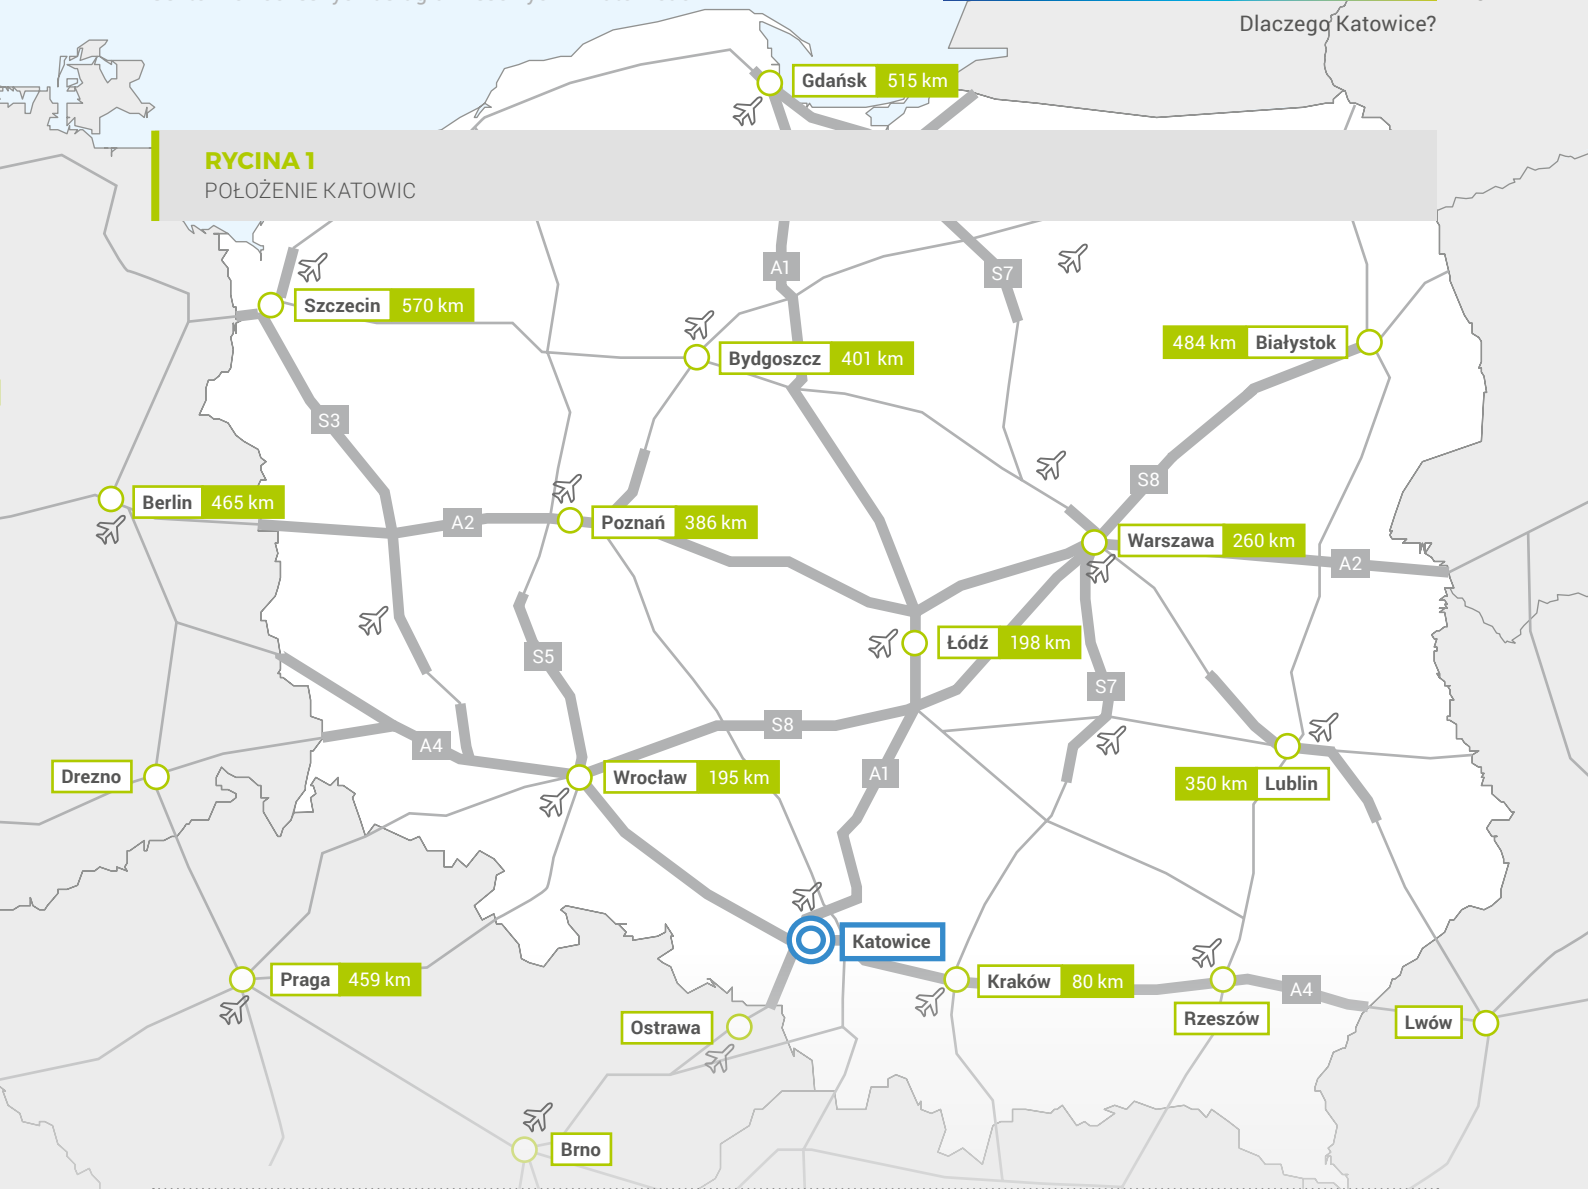 Dlaczego Katowice?
Gdańsk 515 km
RYCINA 1
POŁOŻENIE KATOWIC
A1
S7
Szczecin 570 km
484 km Białystok
Bydgoszcz 401 km
S3
S8
Berlin 465 km
A2
Poznań 386 km
Warszawa 260 km
A2
Łódź 198 km
S5
S7
S8
A4
A1
Drezno
Wrocław 195 km
350 km Lublin
Katowice
Praga 459 km
Kraków 80 km
A4
Rzeszów
Lwów
Ostrawa
Brno